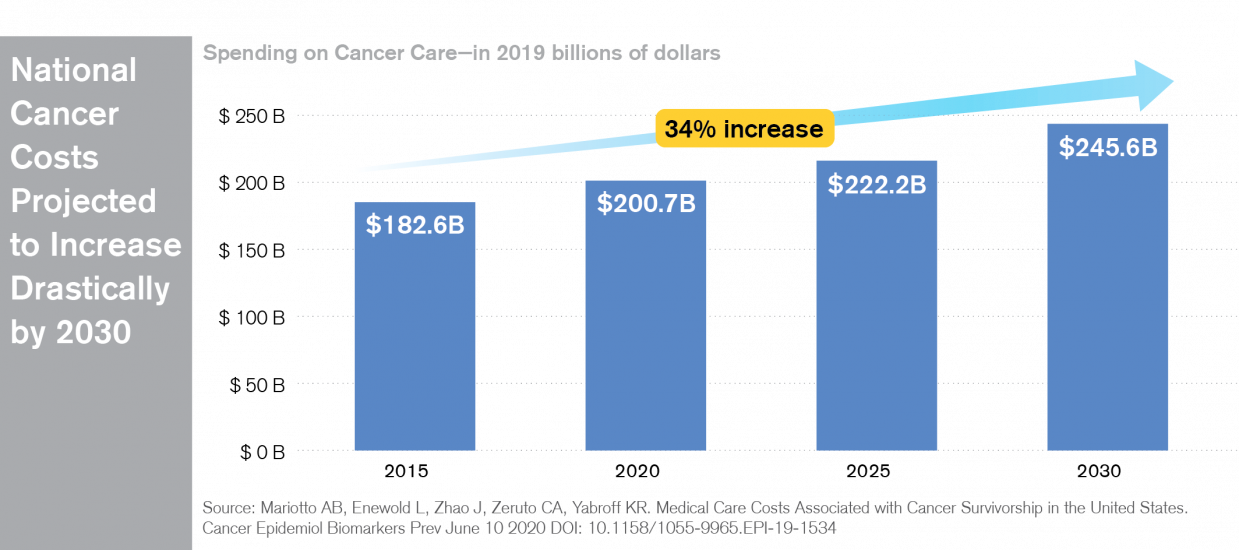 National
Cancer
Costs
Projected
to Increase
Drastically
by 2030
Spending on Cancer Care—in 2019 billions of dollars
$ 250 B
$ 200 B
$ 150 B
$ 100 B
$ 50 B
$ 0 B
34% increase
$182.6B
$200.7B
$222.2B
$245.6B
2015
2020
2025
2030
Source: Mariotto AB, Enewold L, Zhao J, Zeruto CA, Yabroff KR. Medical Care Costs Associated with Cancer Survivorship in the United States.
Cancer Epidemiol Biomarkers Prev June 10 2020 DOI: 10.1158/1055-9965.EPI-19-1534